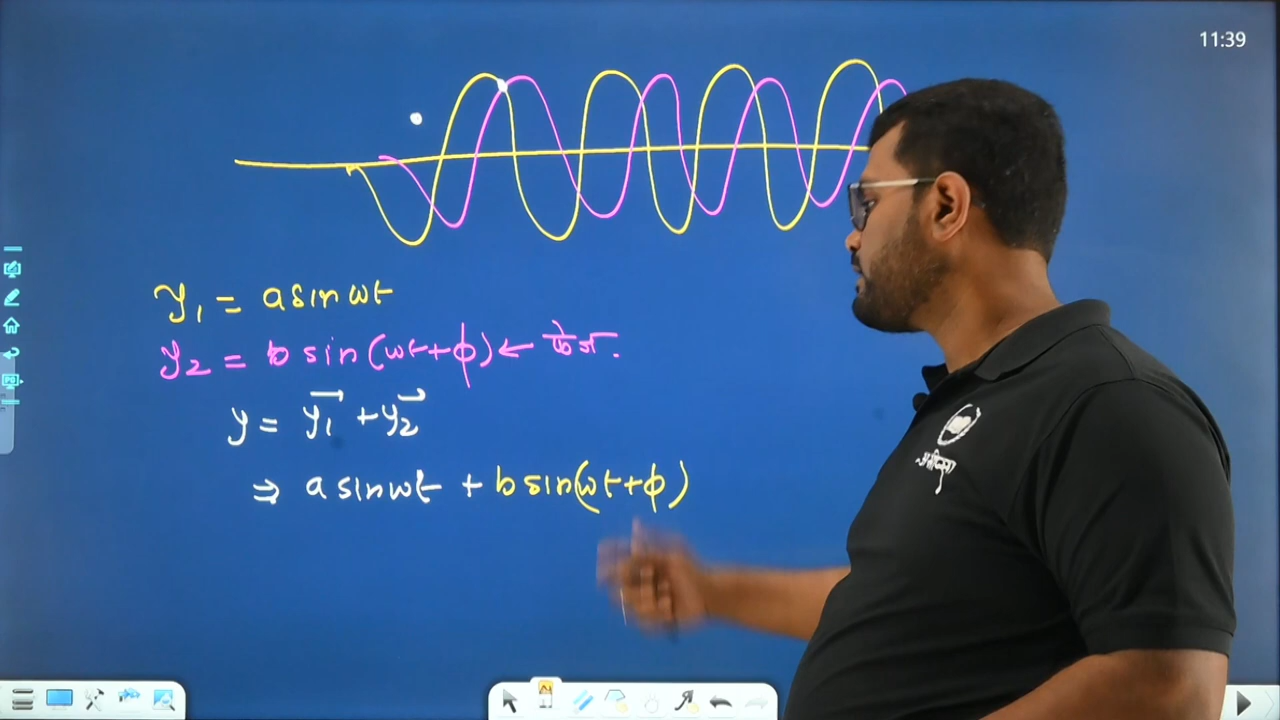 11:39
y₁ = a sin ωt
y₂ = b sin(ωt+ϕ) ←
y = y₁⃗ + y₂⃗
⇒ a sin ωt + b sin(ωt+ϕ)